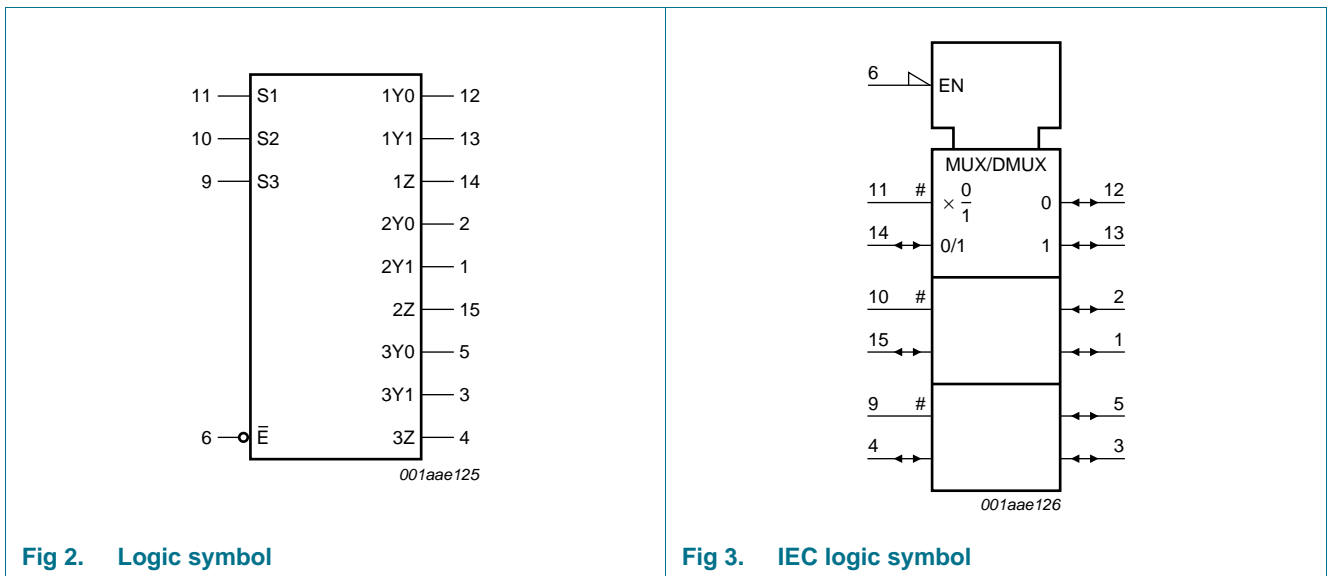 11 S1 1Y0 12
10 S2 1Y1 13
9 S3 1Z 14
2Y0 2
2Y1 1
2Z 15
3Y0 5
3Y1 3
6 E̅ 3Z 4
001aae125
Fig 2. Logic symbol
6 EN
MUX/DMUX
11 # × 0/1 0 12
14 0/1 1 13
10 # 2
15 1
9 # 5
4 3
001aae126
Fig 3. IEC logic symbol